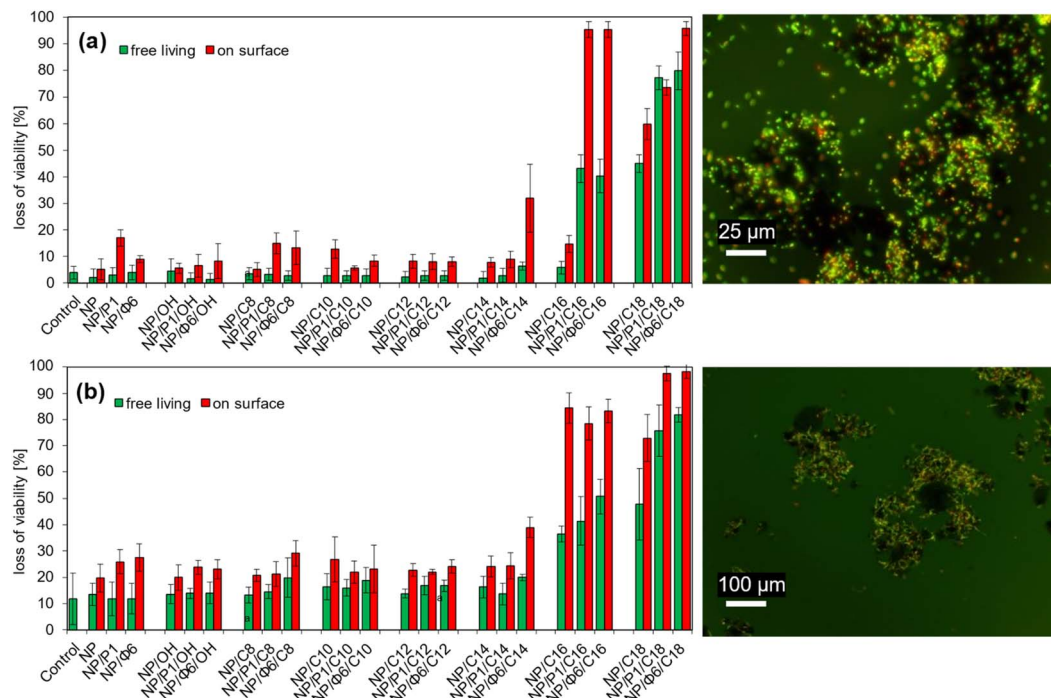 (a)
free living
on surface
loss of viability [%]
100
90
80
70
60
50
40
30
20
10
0
Control
NP
NP/P1
NP/Φ6
NP/OH
NP/P1/OH
NP/Φ6/OH
NP/C8
NP/P1/C8
NP/Φ6/C8
NP/C10
NP/P1/C10
NP/Φ6/C10
NP/C12
NP/P1/C12
NP/Φ6/C12
NP/C14
NP/P1/C14
NP/Φ6/C14
NP/C16
NP/P1/C16
NP/Φ6/C16
NP/C18
NP/P1/C18
NP/Φ6/C18
25 µm
(b)
free living
on surface
loss of viability [%]
100
90
80
70
60
50
40
30
20
10
0
a
a
Control
NP
NP/P1
NP/Φ6
NP/OH
NP/P1/OH
NP/Φ6/OH
NP/C8
NP/P1/C8
NP/Φ6/C8
NP/C10
NP/P1/C10
NP/Φ6/C10
NP/C12
NP/P1/C12
NP/Φ6/C12
NP/C14
NP/P1/C14
NP/Φ6/C14
NP/C16
NP/P1/C16
NP/Φ6/C16
NP/C18
NP/P1/C18
NP/Φ6/C18
100 µm